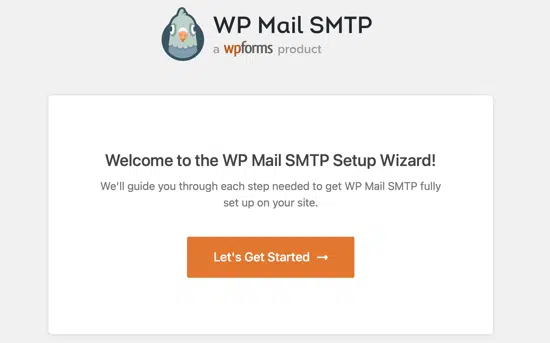 WP Mail SMTP
a wpforms product
Welcome to the WP Mail SMTP Setup Wizard!
We'll guide you through each step needed to get WP Mail SMTP fully
set up on your site.
Let's Get Started →